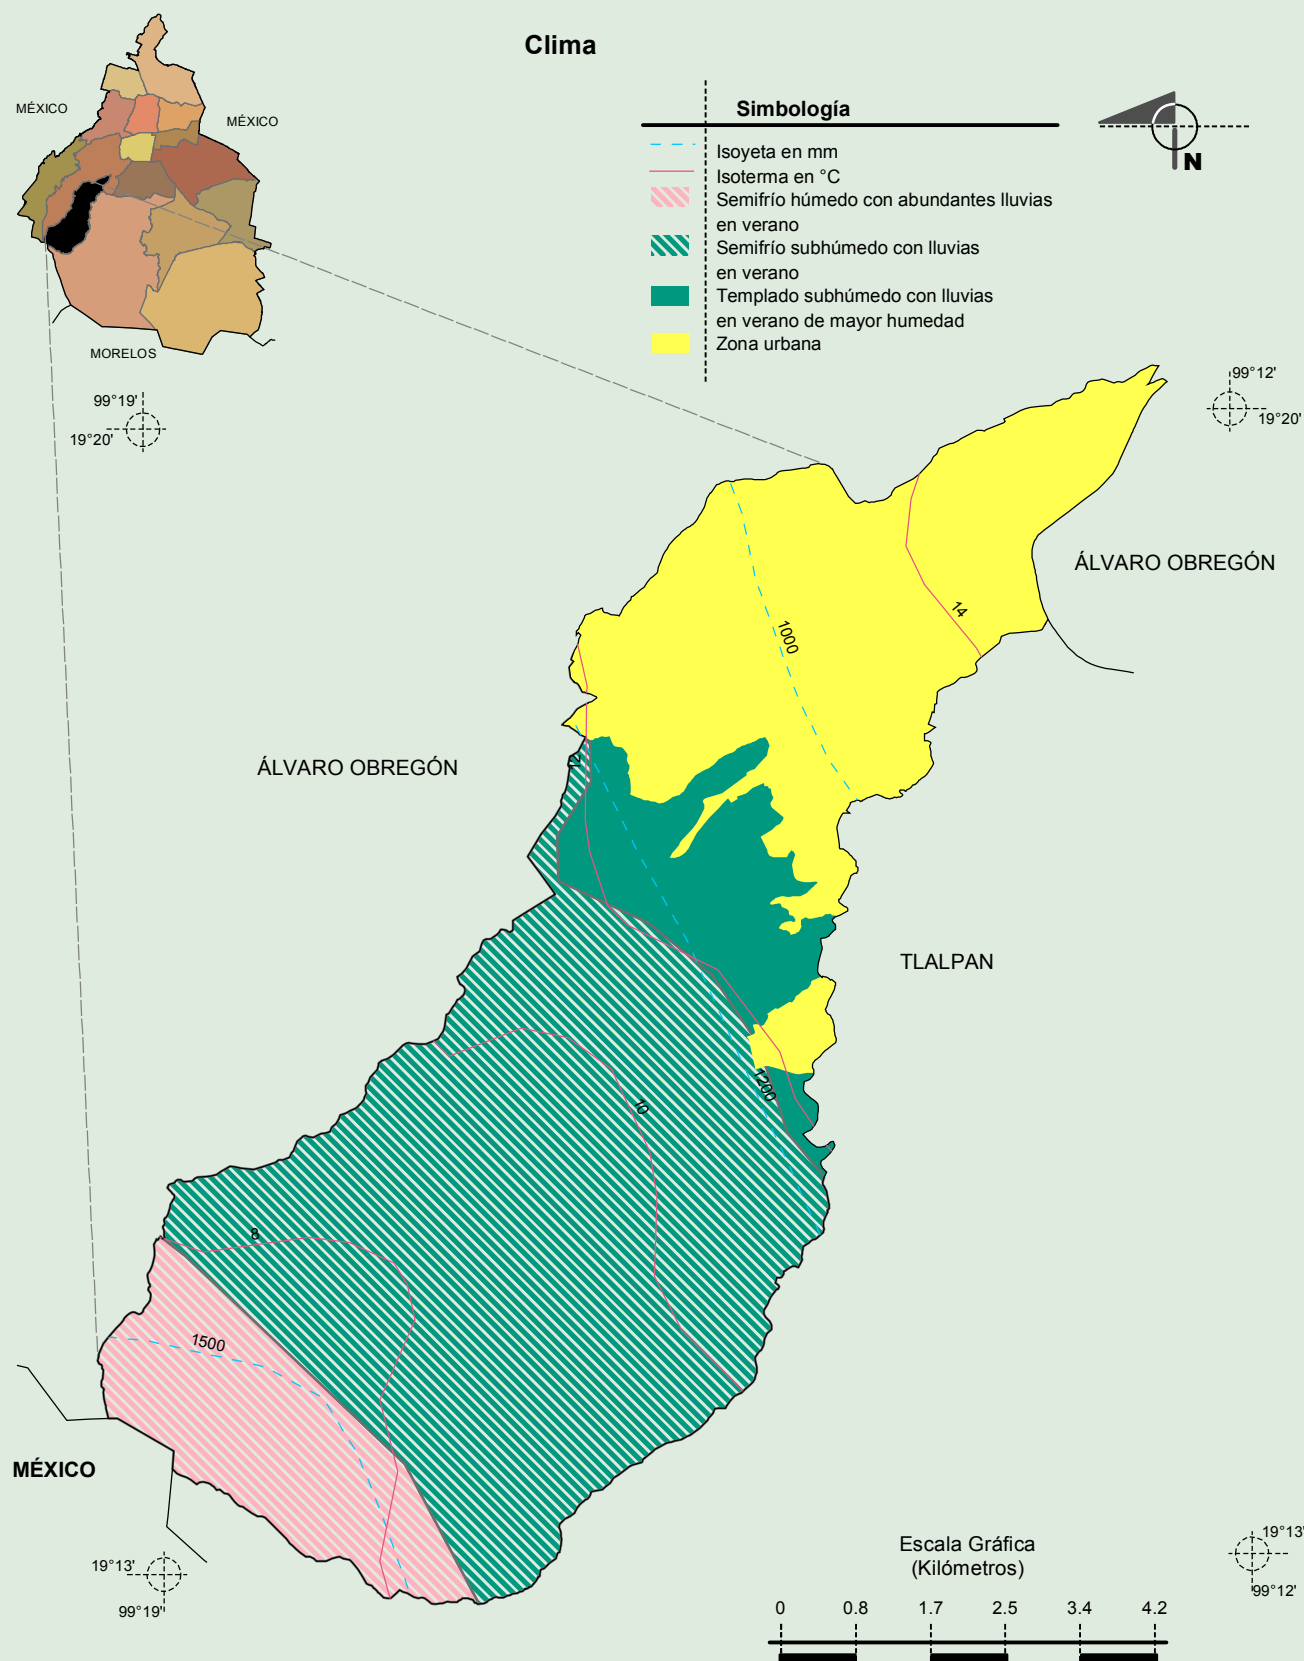 Clima
MÉXICO
MÉXICO
MORELOS
Simbología
Isoyeta en mm
Isoterma en °C
Semifrío húmedo con abundantes lluvias
en verano
Semifrío subhúmedo con lluvias
en verano
Templado subhúmedo con lluvias
en verano de mayor humedad
Zona urbana
N
99°19'
19°20'
99°12'
19°20'
ÁLVARO OBREGÓN
14
1000
ÁLVARO OBREGÓN
12
TLALPAN
1200
10
8
1500
MÉXICO
19°13'
99°19'
19°13'
99°12'
Escala Gráfica
(Kilómetros)
0 0.8 1.7 2.5 3.4 4.2